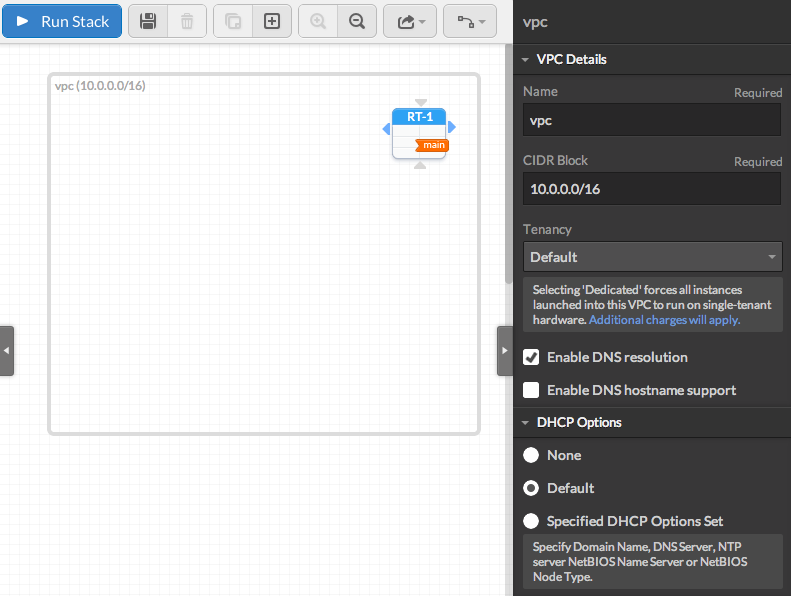 Run Stack
vpc (10.0.0.0/16)
RT-1
main
vpc
VPC Details
Name Required
vpc
CIDR Block Required
10.0.0.0/16
Tenancy
Default
Selecting 'Dedicated' forces all instances
launched into this VPC to run on single-tenant
hardware. Additional charges will apply.
Enable DNS resolution
Enable DNS hostname support
DHCP Options
None
Default
Specified DHCP Options Set
Specify Domain Name, DNS Server, NTP
server NetBIOS Name Server or NetBIOS
Node Type.